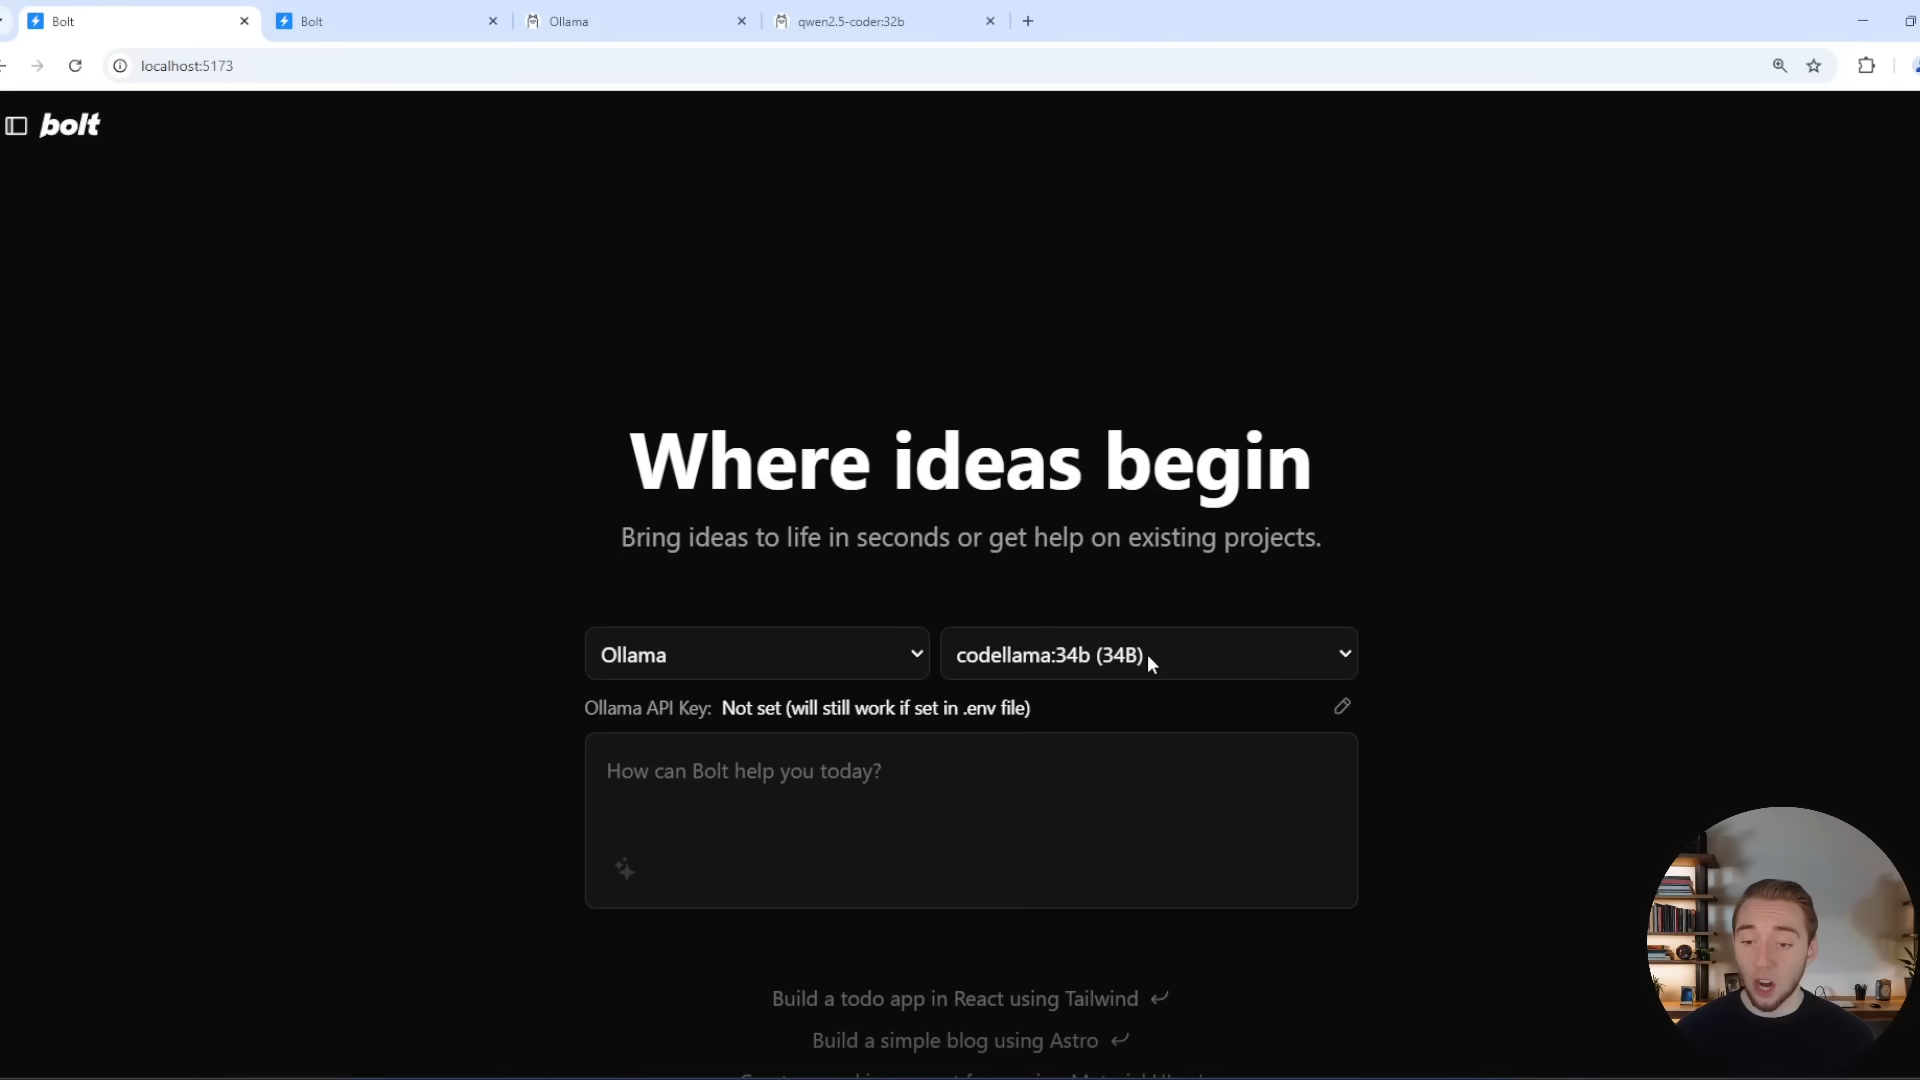 Bolt
Bolt
Ollama
qwen2.5-coder:32b
localhost:5173
bolt
Where ideas begin
Bring ideas to life in seconds or get help on existing projects.
Ollama
codellama:34b (34B)
Ollama API Key: Not set (will still work if set in .env file)
How can Bolt help you today?
Build a todo app in React using Tailwind
Build a simple blog using Astro